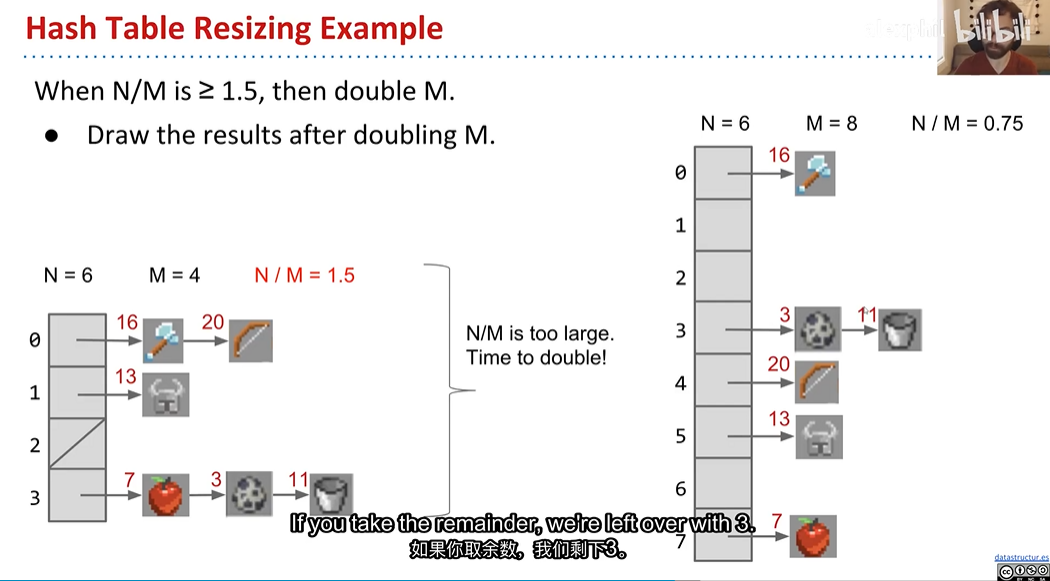 Hash Table Resizing Example
bilibili
When N/M is ≥ 1.5, then double M.
● Draw the results after doubling M.
N = 6 M = 8 N / M = 0.75
0 16
1
2
3 3 11
4 20
5 13
6
7 7
N = 6 M = 4 N / M = 1.5
0 16 20
1 13
2
3 7 3 11
N/M is too large.
Time to double!
If you take the remainder, we're left over with 3.
如果你取余数，我们剩下3。
datastructur.es